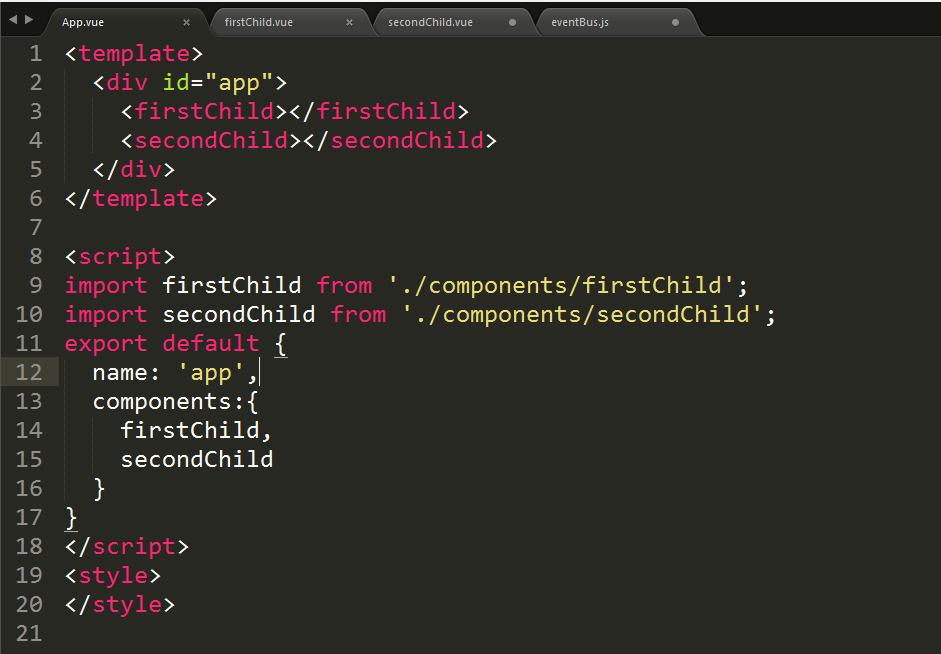 App.vue × firstChild.vue × secondChild.vue eventBus.js
1 <template>
2   <div id="app">
3     <firstChild></firstChild>
4     <secondChild></secondChild>
5   </div>
6 </template>
7
8 <script>
9 import firstChild from './components/firstChild';
10 import secondChild from './components/secondChild';
11 export default {
12   name: 'app',
13   components:{
14     firstChild,
15     secondChild
16   }
17 }
18 </script>
19 <style>
20 </style>
21